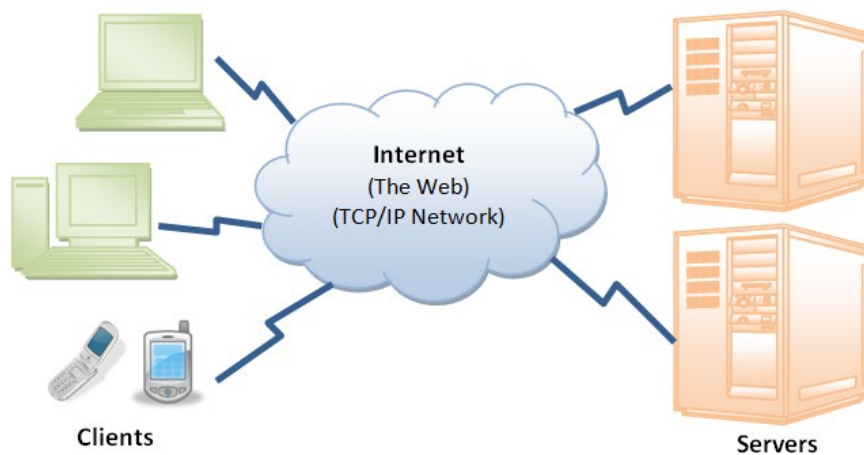 Internet
(The Web)
(TCP/IP Network)
Clients
Servers